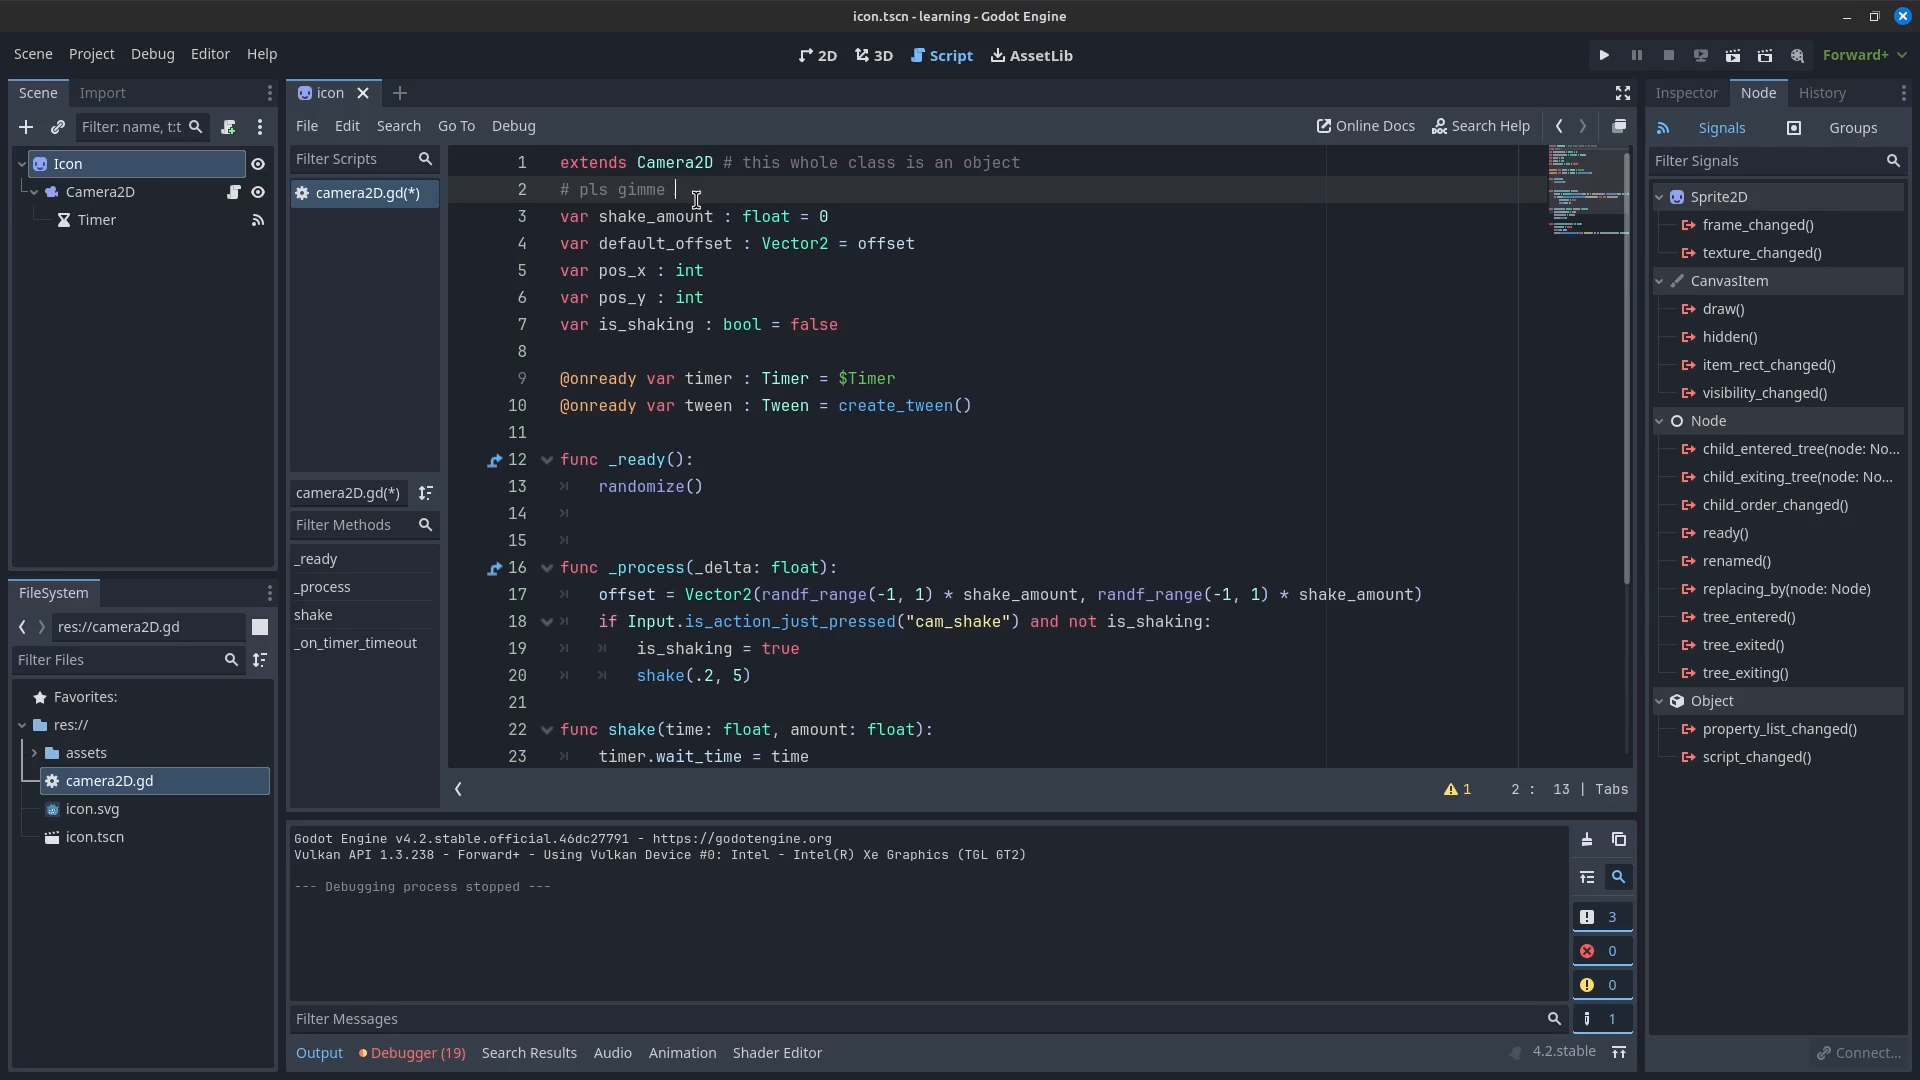 icon.tscn - learning - Godot Engine
Scene Project Debug Editor Help
2D 3D Script AssetLib
Forward+
Scene Import
Filter: name, t:t
Icon
Camera2D
Timer
FileSystem
res://camera2D.gd
Filter Files
Favorites:
res://
assets
camera2D.gd
icon.svg
icon.tscn
icon
File Edit Search Go To Debug
Online Docs Search Help
Filter Scripts
camera2D.gd(*)
camera2D.gd(*)
Filter Methods
_ready
_process
shake
_on_timer_timeout
1 extends Camera2D # this whole class is an object
2 # pls gimme
3 var shake_amount : float = 0
4 var default_offset : Vector2 = offset
5 var pos_x : int
6 var pos_y : int
7 var is_shaking : bool = false
8
9 @onready var timer : Timer = $Timer
10 @onready var tween : Tween = create_tween()
11
12 func _ready():
13 randomize()
14
15
16 func _process(_delta: float):
17 offset = Vector2(randf_range(-1, 1) * shake_amount, randf_range(-1, 1) * shake_amount)
18 if Input.is_action_just_pressed("cam_shake") and not is_shaking:
19 is_shaking = true
20 shake(.2, 5)
21
22 func shake(time: float, amount: float):
23 timer.wait_time = time
1 2 : 13 | Tabs
Godot Engine v4.2.stable.official.46dc27791 - https://godotengine.org
Vulkan API 1.3.238 - Forward+ - Using Vulkan Device #0: Intel - Intel(R) Xe Graphics (TGL GT2)
--- Debugging process stopped ---
3
0
0
1
Filter Messages
Output Debugger (19) Search Results Audio Animation Shader Editor
4.2.stable
Inspector Node History
Signals Groups
Filter Signals
Sprite2D
frame_changed()
texture_changed()
CanvasItem
draw()
hidden()
item_rect_changed()
visibility_changed()
Node
child_entered_tree(node: No...
child_exiting_tree(node: No...
child_order_changed()
ready()
renamed()
replacing_by(node: Node)
tree_entered()
tree_exited()
tree_exiting()
Object
property_list_changed()
script_changed()
Connect...